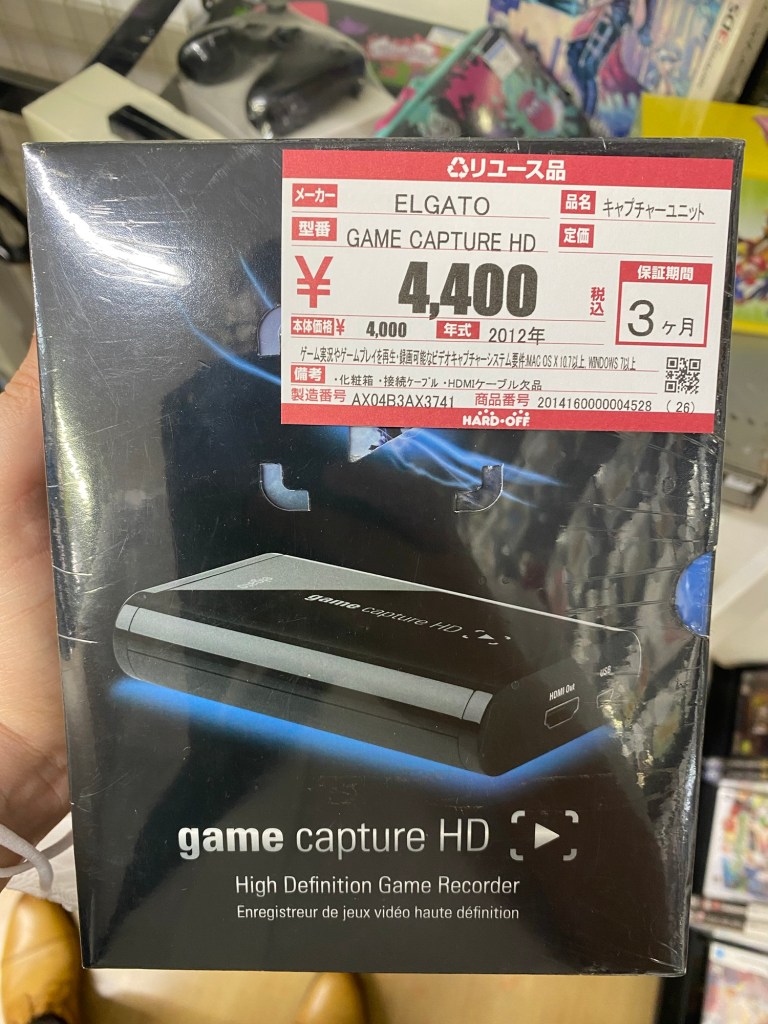 リユース品
メーカー ELGATO 品名 キャプチャーユニット
型番 GAME CAPTURE HD 定価
¥ 4,400 税込 保証期間 3ヶ月
本体価格¥ 4,000 年式 2012年
ゲーム実況やゲームプレイを再生・録画可能なビデオキャプチャーシステム要件:MAC OS X 10.7以上 WINDOWS 7以上
備考 ・化粧箱 ・接続ケーブル ・HDMIケーブル欠品
製造番号 AX04B3AX3741 商品番号 2014160000004528 (26)
HARD・OFF
elgato
game capture HD
HDMI Out
USB
game capture HD
High Definition Game Recorder
Enregistreur de jeux vidéo haute définition